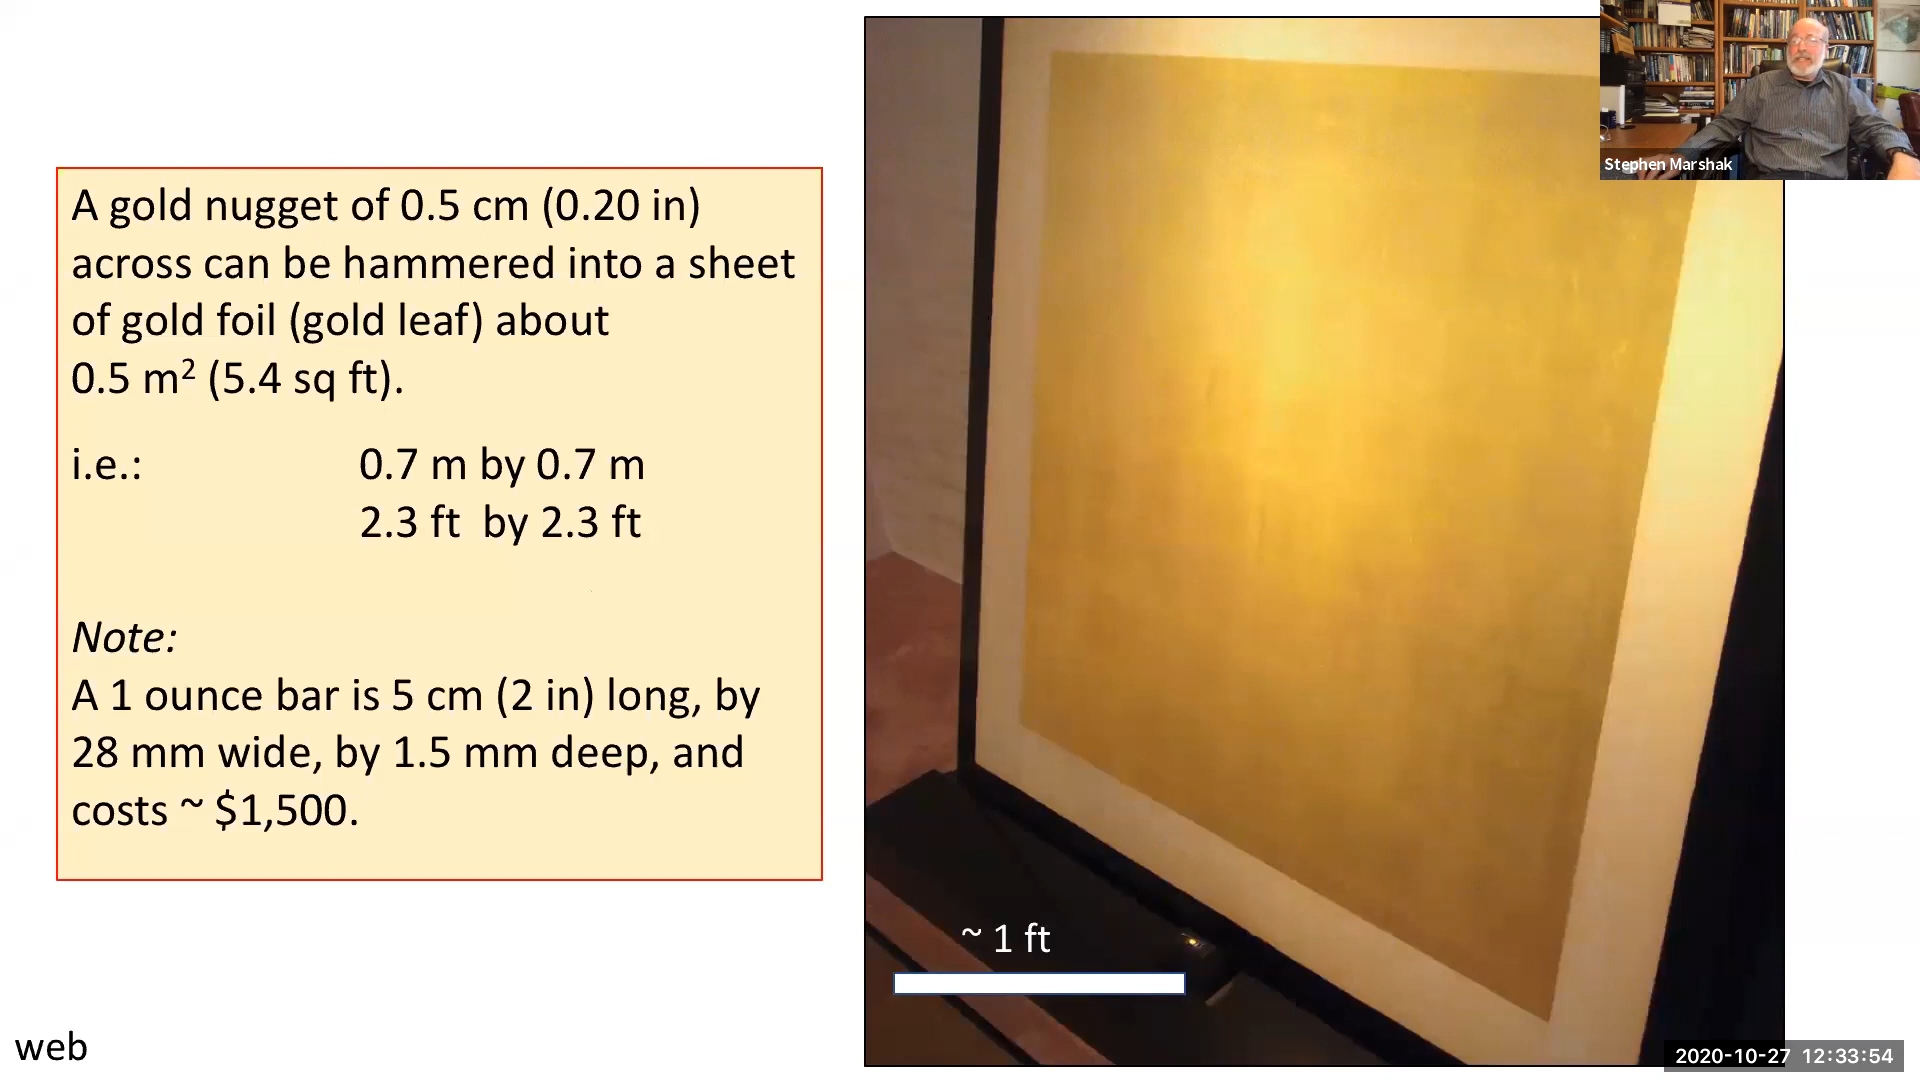 A gold nugget of 0.5 cm (0.20 in)
across can be hammered into a sheet
of gold foil (gold leaf) about
0.5 m² (5.4 sq ft).
i.e.: 0.7 m by 0.7 m
2.3 ft by 2.3 ft
Note:
A 1 ounce bar is 5 cm (2 in) long, by
28 mm wide, by 1.5 mm deep, and
costs ~ $1,500.
web
~ 1 ft
Stephen Marshak
2020-10-27 12:33:54